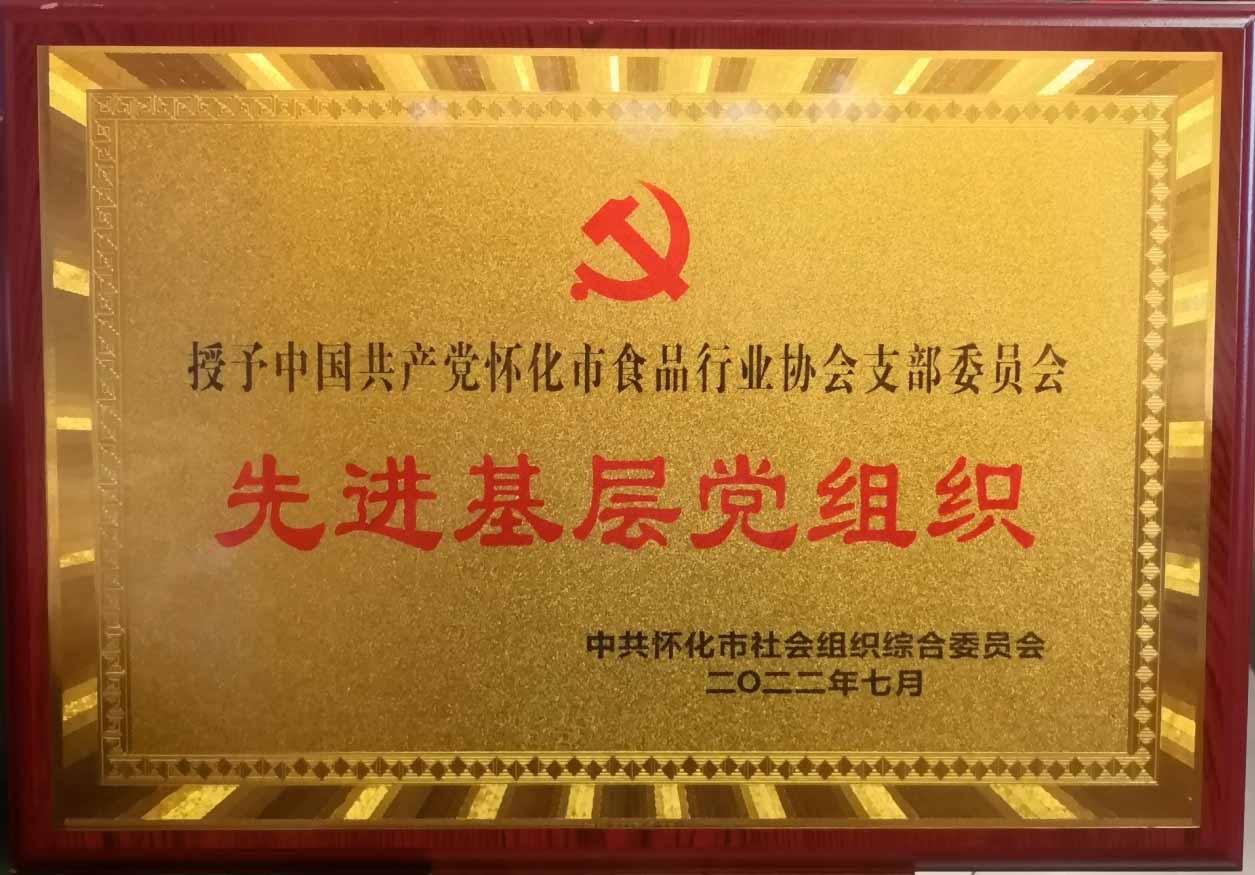 授予中国共产党怀化市食品行业协会支部委员会
先进基层党组织
中共怀化市社会组织综合委员会
二〇二二年七月